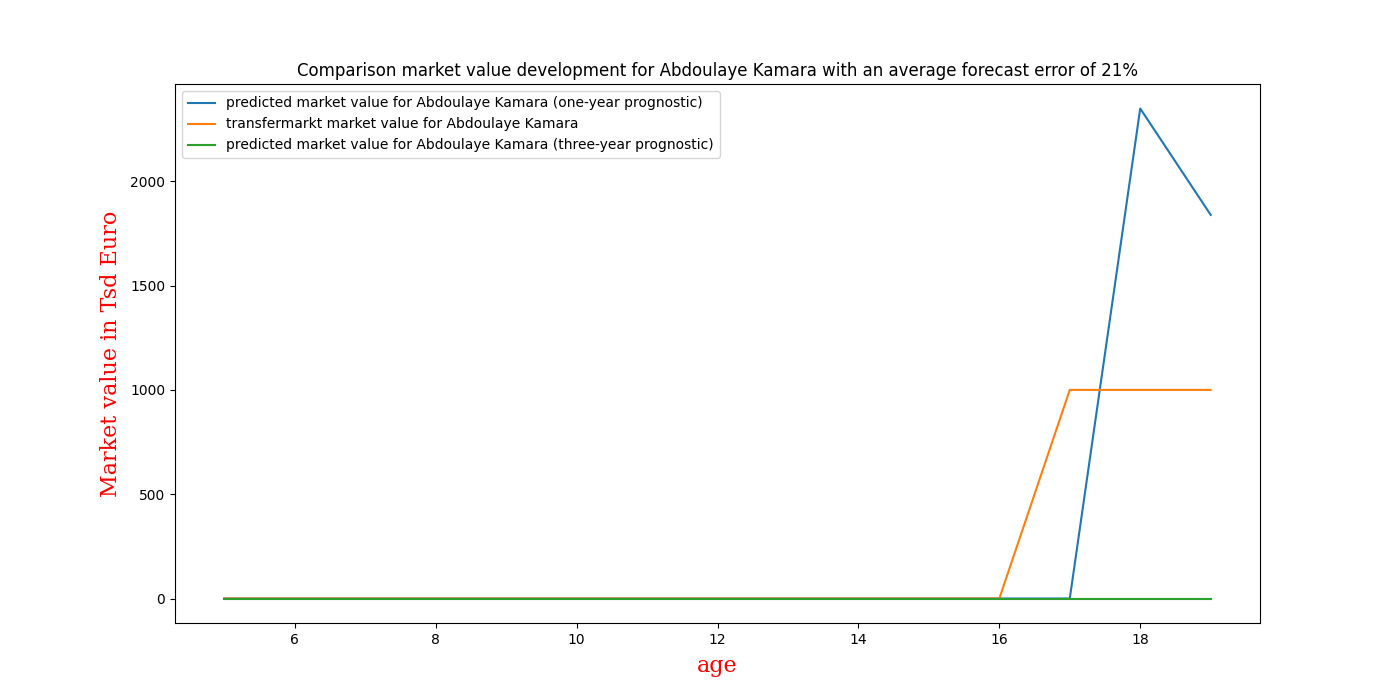 Comparison market value development for Abdoulaye Kamara with an average forecast error of 21%
predicted market value for Abdoulaye Kamara (one-year prognostic)
transfermarkt market value for Abdoulaye Kamara
predicted market value for Abdoulaye Kamara (three-year prognostic)
Market value in Tsd Euro
2000
1500
1000
500
0
6 8 10 12 14 16 18
age